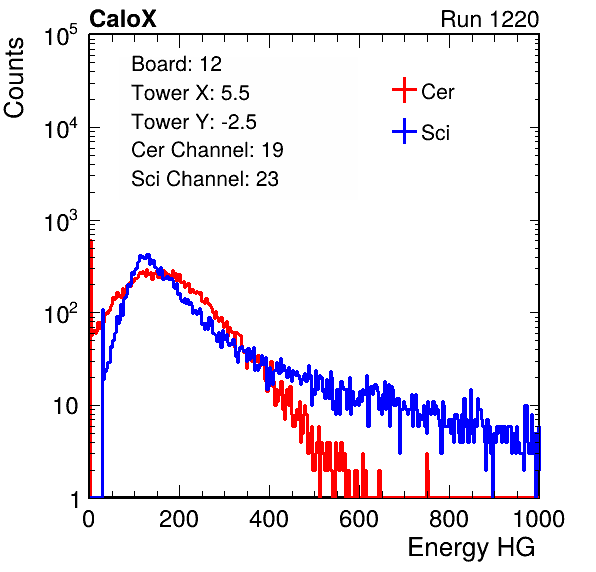 CaloX Run 1220
Counts
Board: 12
Tower X: 5.5
Tower Y: -2.5
Cer Channel: 19
Sci Channel: 23
Cer
Sci
10^5
10^4
10^3
10^2
10
1
0 200 400 600 800 1000
Energy HG